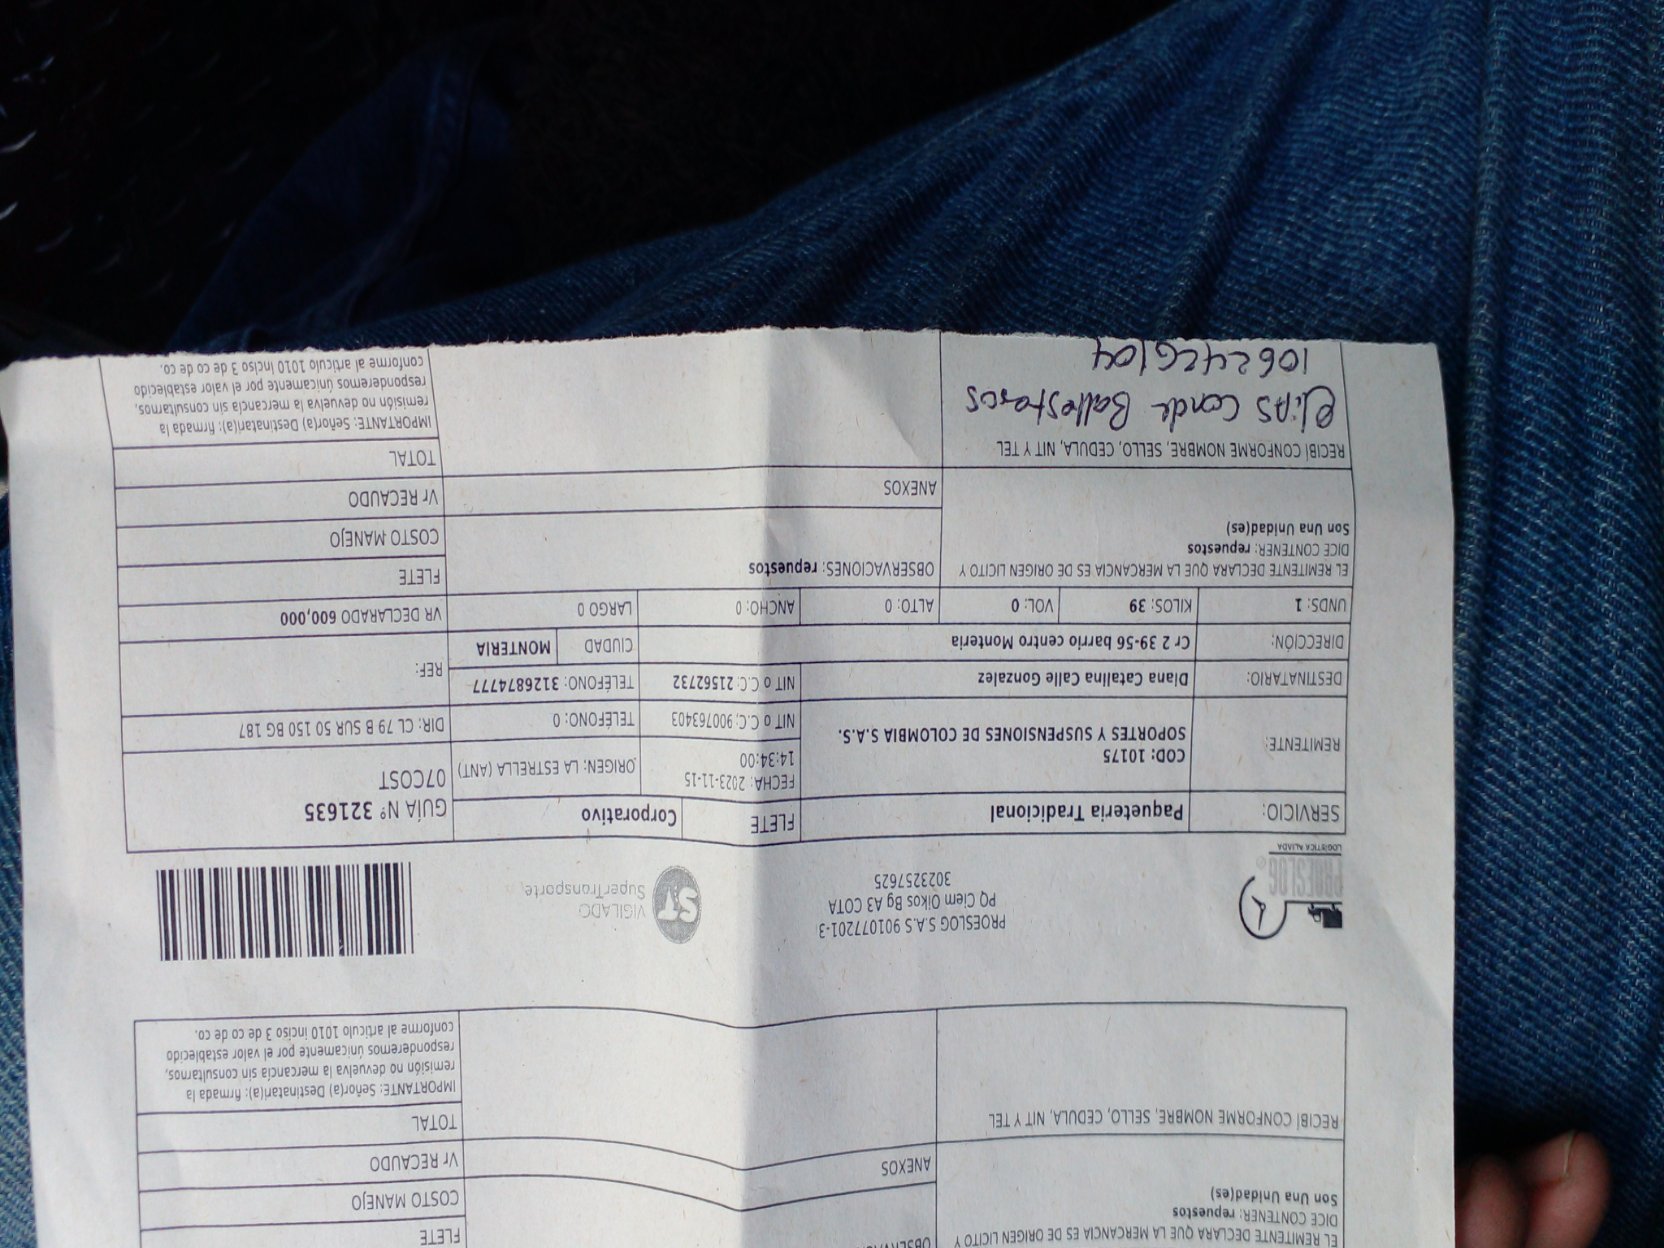 EL REMITENTE DECLARA QUE LA MERCANCIA ES DE ORIGEN LICITO Y
DICE CONTENER: repuestos
Son Una Unidad(es)
FLETE
COSTO MANEJO
ANEXOS
Vr RECAUDO
RECIBÍ CONFORME NOMBRE, SELLO, CEDULA, NIT Y TEL
TOTAL
IMPORTANTE: Señor(a) Destinatari(a): firmada la
remisión no devuelva la mercancía sin consultarnos,
responderemos únicamente por el valor establecido
conforme al articulo 1010 inciso 3 de co de co.
PROESLOG
LOGÍSTICA ALIADA
PROESLOG S.A.S 901077201-3
PQ Ciem Oikos Bg A3 COTA
3023257625
ST
VIGILADO
SuperTransporte
SERVICIO: Paqueteria Tradicional FLETE Corporativo
GUÍA N° 321635
07COST
REMITENTE: COD: 10175
SOPORTES Y SUSPENSIONES DE COLOMBIA S.A.S.
FECHA: 2023-11-15
14:34:00
ORIGEN: LA ESTRELLA (ANT)
NIT o C.C: 900763403 TELÉFONO: 0 DIR: CL 79 B SUR 50 150 BG 187
DESTINATARIO: Diana Catalina Calle Gonzalez NIT o C.C: 21562732 TELÉFONO: 3126874777 REF:
DIRECCIÓN: Cr 2 39-56 barrio centro Monteria CIUDAD MONTERIA
UNDS: 1 KILOS: 39 VOL: 0 ALTO: 0 ANCHO: 0 LARGO 0 VR DECLARADO 600,000
EL REMITENTE DECLARA QUE LA MERCANCIA ES DE ORIGEN LICITO Y
DICE CONTENER: repuestos
Son Una Unidad(es)
OBSERVACIONES: repuestos
FLETE
COSTO MANEJO
ANEXOS
Vr RECAUDO
RECIBÍ CONFORME NOMBRE, SELLO, CEDULA, NIT Y TEL
TOTAL
elias Conde Ballestaros
IMPORTANTE: Señor(a) Destinatari(a): firmada la
remisión no devuelva la mercancía sin consultarnos,
responderemos únicamente por el valor establecido
conforme al articulo 1010 inciso 3 de co de co.